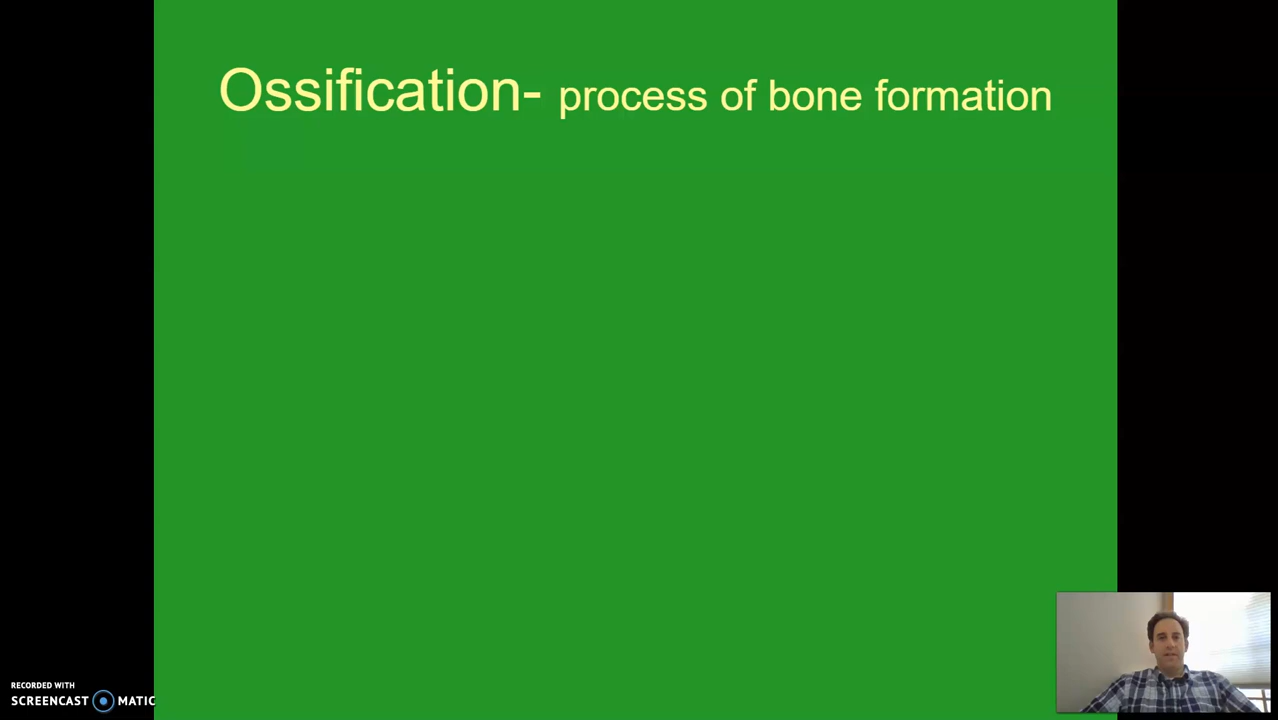 Ossification- process of bone formation
RECORDED WITH
SCREENCAST MATIC